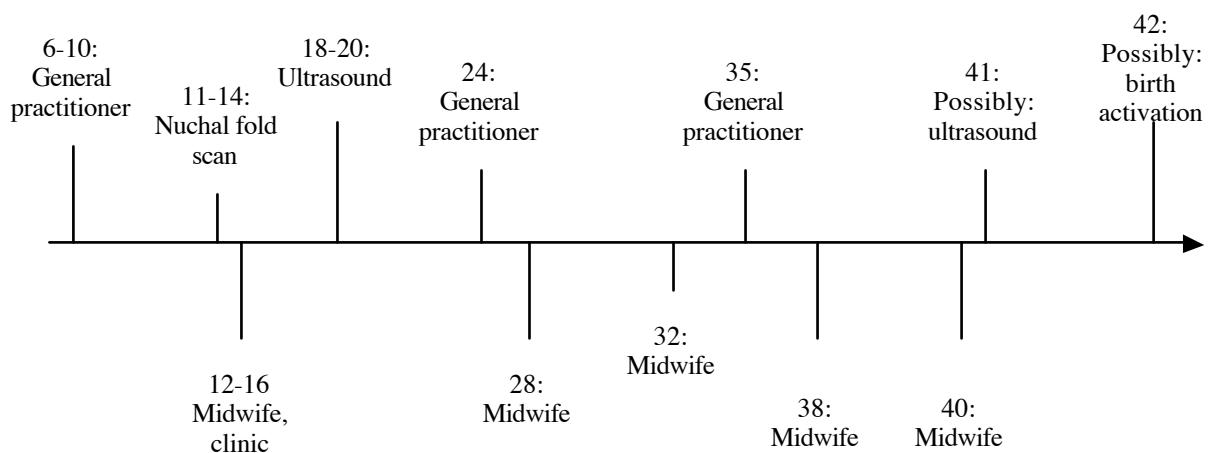 6-10:
General
practitioner
11-14:
Nuchal fold
scan
18-20:
Ultrasound
24:
General
practitioner
35:
General
practitioner
41:
Possibly:
ultrasound
42:
Possibly:
birth
activation
12-16
Midwife,
clinic
28:
Midwife
32:
Midwife
38:
Midwife
40:
Midwife